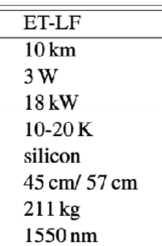 ET-LF
10 km
3 W
18 kW
10-20 K
silicon
45 cm/ 57 cm
211 kg
1550 nm